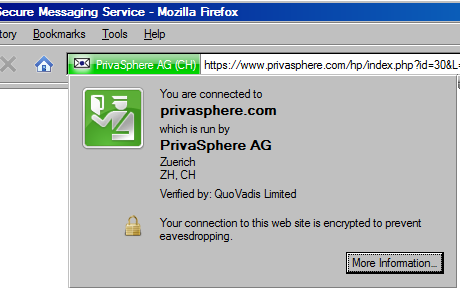 Secure Messaging Service - Mozilla Firefox
tory Bookmarks Tools Help
PrivaSphere AG (CH) https://www.privasphere.com/hp/index.php?id=30&L=
You are connected to
privasphere.com
which is run by
PrivaSphere AG
Zuerich
ZH, CH
Verified by: QuoVadis Limited
Your connection to this web site is encrypted to prevent
eavesdropping.
More Information...